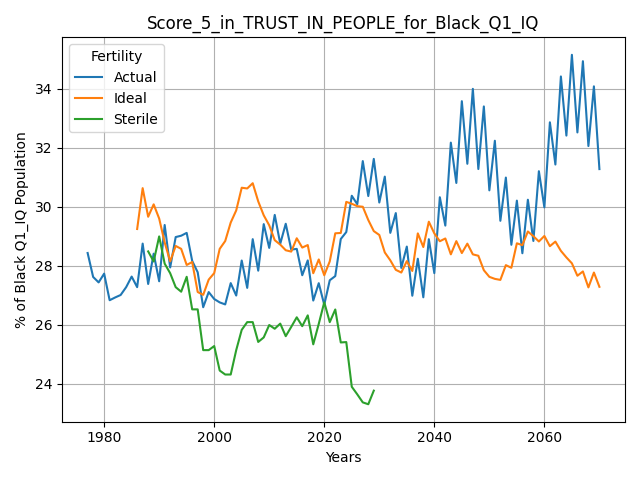 Score_5_in_TRUST_IN_PEOPLE_for_Black_Q1_IQ
Fertility
Actual
Ideal
Sterile
% of Black Q1_IQ Population
34
32
30
28
26
24
1980
2000
2020
2040
2060
Years